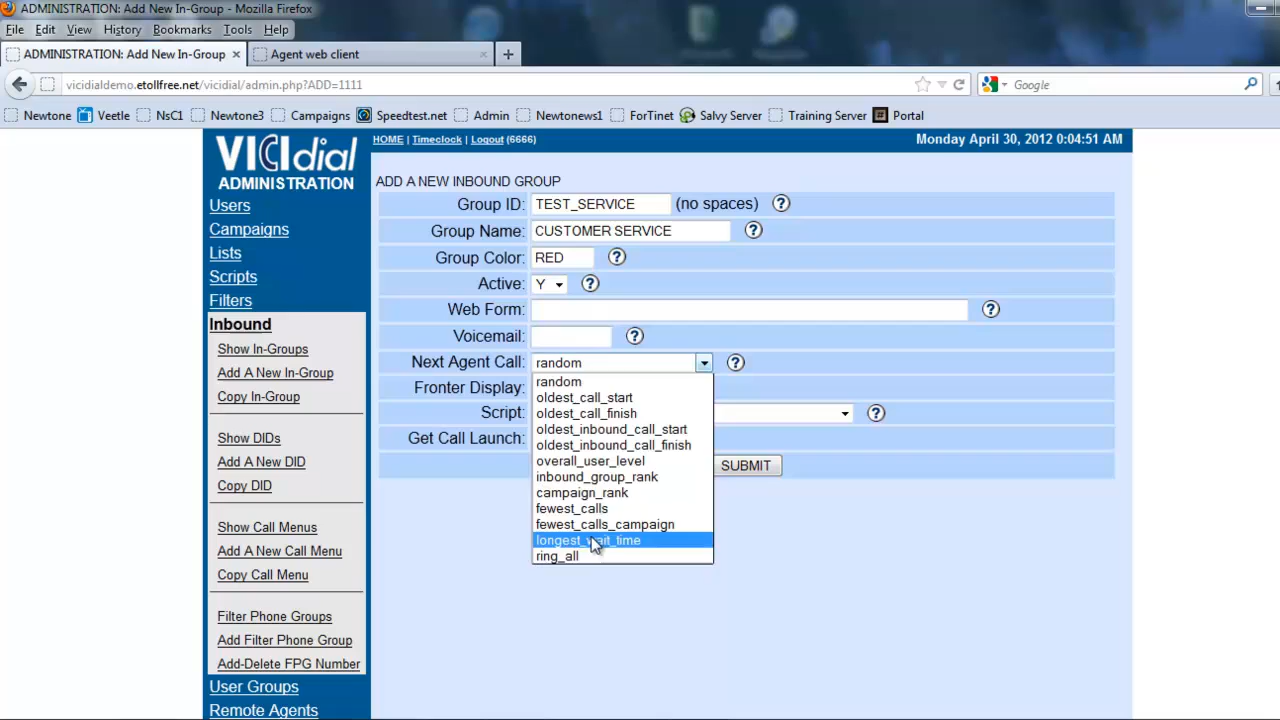 ADMINISTRATION: Add New In-Group - Mozilla Firefox
File Edit View History Bookmarks Tools Help
ADMINISTRATION: Add New In-Group × Agent web client × +
vicidialdemo.etollfree.net/vicidial/admin.php?ADD=1111 Google
Newtone Veetle NsC1 Newtone3 Campaigns Speedtest.net Admin Newtonews1 ForTinet Salvy Server Training Server Portal
VICIdial
ADMINISTRATION
HOME | Timeclock | Logout (6666) Monday April 30, 2012 0:04:51 AM
Users
Campaigns
Lists
Scripts
Filters
Inbound
Show In-Groups
Add A New In-Group
Copy In-Group
Show DIDs
Add A New DID
Copy DID
Show Call Menus
Add A New Call Menu
Copy Call Menu
Filter Phone Groups
Add Filter Phone Group
Add-Delete FPG Number
User Groups
Remote Agents
ADD A NEW INBOUND GROUP
Group ID: TEST_SERVICE (no spaces) ?
Group Name: CUSTOMER SERVICE ?
Group Color: RED ?
Active: Y ?
Web Form: ?
Voicemail: ?
Next Agent Call: random ?
Fronter Display:
Script: ?
Get Call Launch:
random
oldest_call_start
oldest_call_finish
oldest_inbound_call_start
oldest_inbound_call_finish
overall_user_level
inbound_group_rank
campaign_rank
fewest_calls
fewest_calls_campaign
longest_wait_time
ring_all
SUBMIT